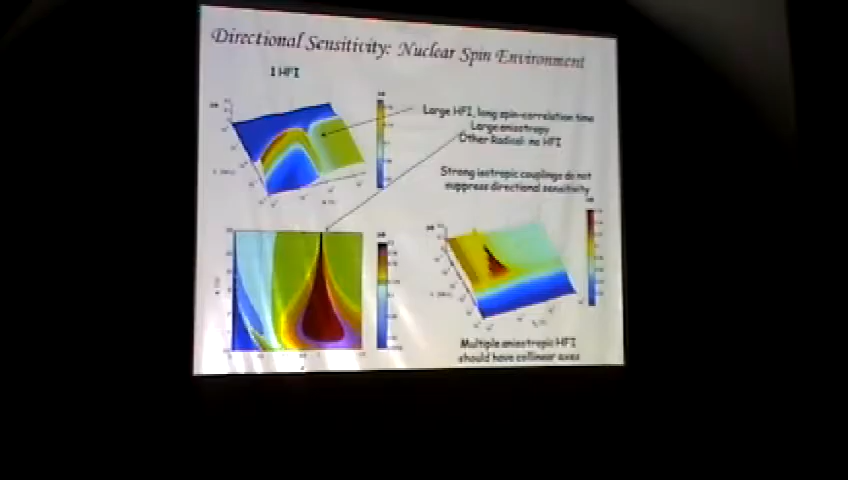 Directional Sensitivity: Nuclear Spin Environment
1 HFI
Large HFI, long spin-correlation time
Large anisotropy
Other Radical: no HFI
Strong isotropic couplings do not
suppress directional sensitivity
Multiple anisotropic HFI
should have collinear axes